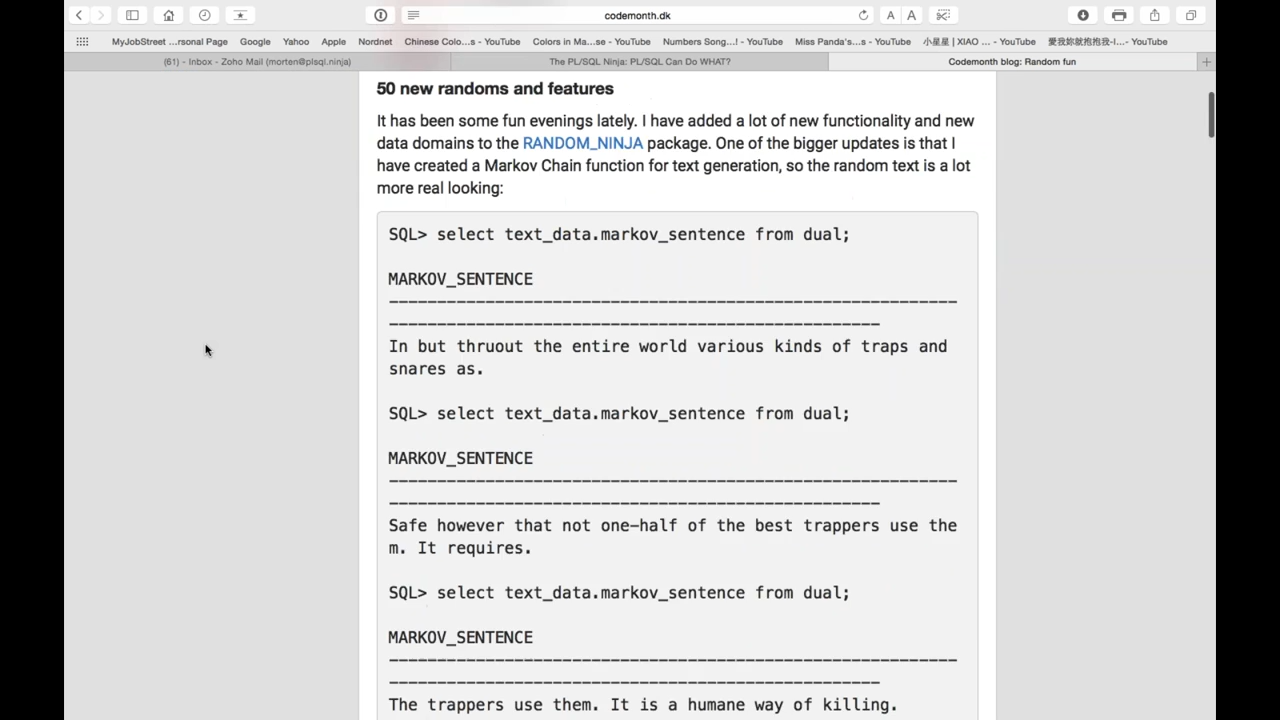 codemonth.dk
A A
MyJobStreet ...rsonal Page Google Yahoo Apple Nordnet Chinese Colo...s - YouTube Colors in Ma...se - YouTube Numbers Song...! - YouTube Miss Panda's...s - YouTube 小星星 | XIAO ... - YouTube 愛我妳就抱抱我-I...- YouTube
(61) - Inbox - Zoho Mail (morten@plsql.ninja) The PL/SQL Ninja: PL/SQL Can Do WHAT? Codemonth blog: Random fun
50 new randoms and features
It has been some fun evenings lately. I have added a lot of new functionality and new
data domains to the RANDOM_NINJA package. One of the bigger updates is that I
have created a Markov Chain function for text generation, so the random text is a lot
more real looking:
SQL> select text_data.markov_sentence from dual;
MARKOV_SENTENCE
-----------------------------------------------------------
---------------------------------------------------
In but thruout the entire world various kinds of traps and
snares as.
SQL> select text_data.markov_sentence from dual;
MARKOV_SENTENCE
-----------------------------------------------------------
---------------------------------------------------
Safe however that not one-half of the best trappers use the
m. It requires.
SQL> select text_data.markov_sentence from dual;
MARKOV_SENTENCE
-----------------------------------------------------------
---------------------------------------------------
The trappers use them. It is a humane way of killing.